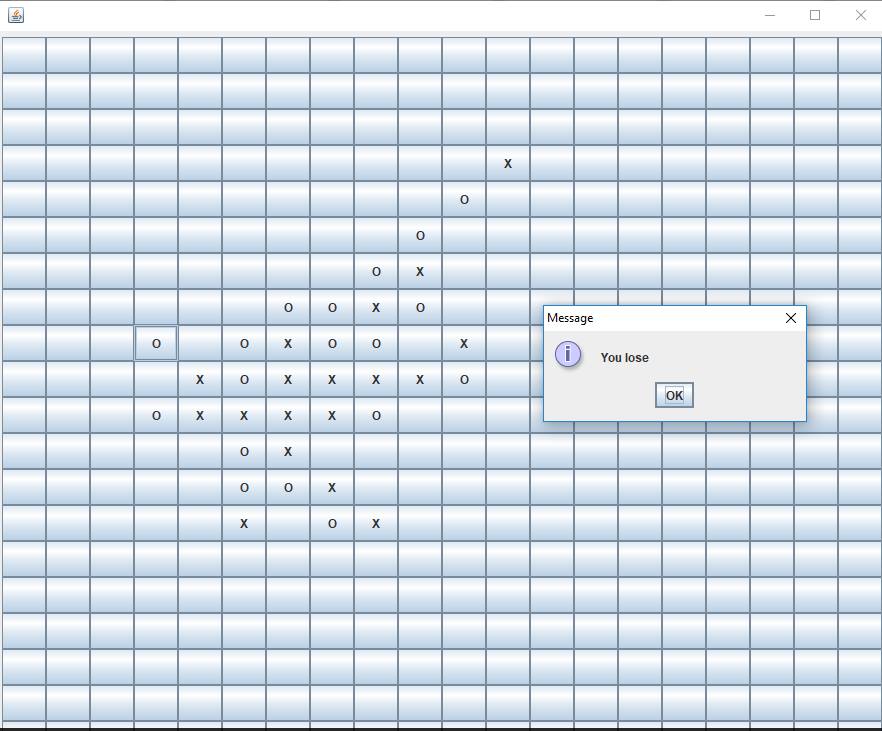 X
O
O
O X
O O X O
O O X O O X
Message
You lose
X O X X X X O
OK
O X X X X O
O X
O O X
X O X